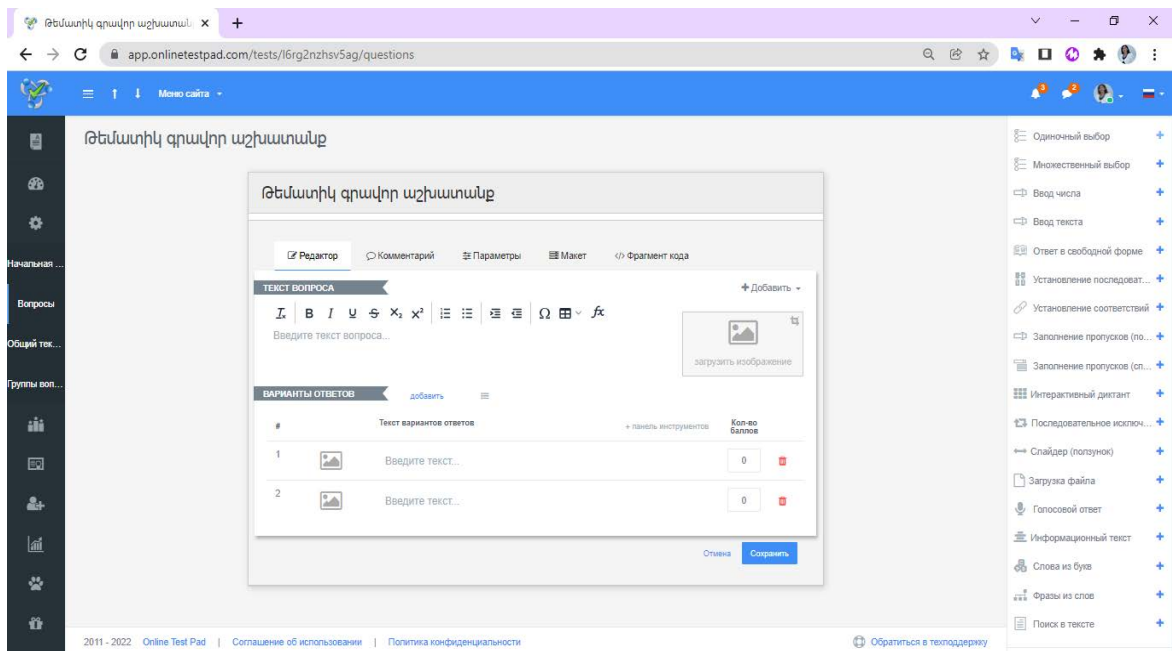 Թեմատիկ գրավոր աշխատան
app.onlinetestpad.com/tests/l6rg2nzhsv5ag/questions
Меню сайта
3
2
Թեմատիկ գրավոր աշխատանք
Թեմատիկ գրավոր աշխատանք
Начальная ...
Вопросы
Общий тек...
Группы воп...
Редактор Комментарий Параметры Макет </> Фрагмент кода
ТЕКСТ ВОПРОСА + Добавить
Введите текст вопроса...
загрузить изображение
ВАРИАНТЫ ОТВЕТОВ добавить
# Текст вариантов ответов + панель инструментов Кол-во баллов
1 Введите текст... 0
2 Введите текст... 0
Отмена Сохранить
Одиночный выбор
Множественный выбор
Ввод числа
Ввод текста
Ответ в свободной форме
Установление последоват...
Установление соответствий
Заполнение пропусков (по...
Заполнение пропусков (сп...
Интерактивный диктант
Последовательное исключ...
Слайдер (ползунок)
Загрузка файла
Голосовой ответ
Информационный текст
Слова из букв
Фразы из слов
Поиск в тексте
2011 - 2022 Online Test Pad | Соглашение об использовании | Политика конфиденциальности Обратиться в техподдержку